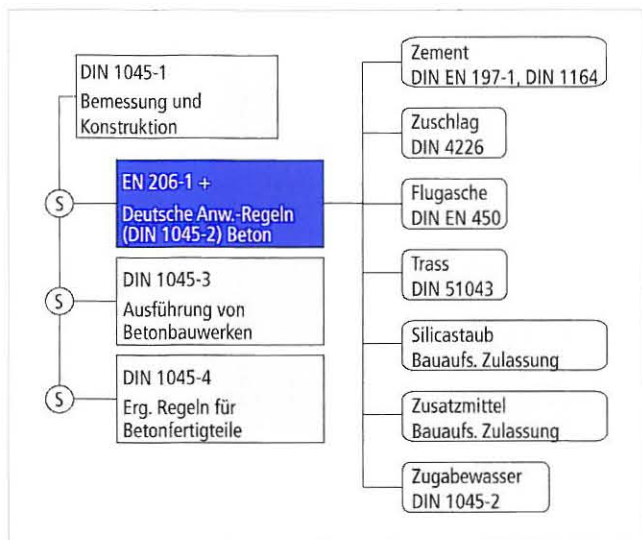 DIN 1045-1
Bemessung und
Konstruktion
S
EN 206-1 +
Deutsche Anw.-Regeln
(DIN 1045-2) Beton
S
DIN 1045-3
Ausführung von
Betonbauwerken
S
DIN 1045-4
Erg. Regeln für
Betonfertigteile
Zement
DIN EN 197-1, DIN 1164
Zuschlag
DIN 4226
Flugasche
DIN EN 450
Trass
DIN 51043
Silicastaub
Bauaufs. Zulassung
Zusatzmittel
Bauaufs. Zulassung
Zugabewasser
DIN 1045-2